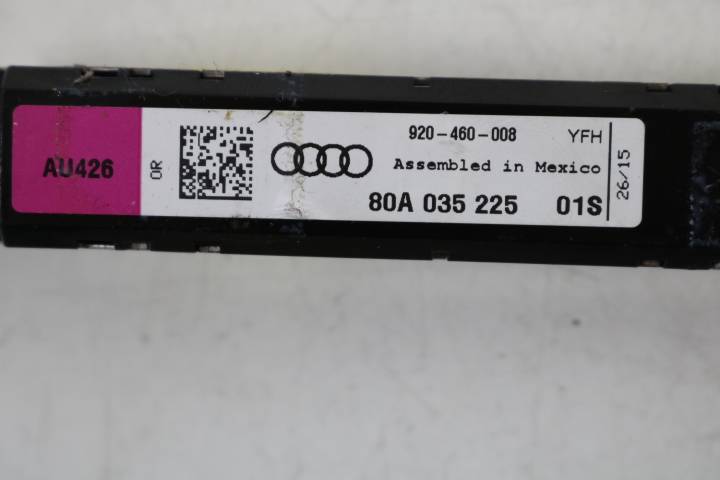 AU426
OR
920-460-008 YFH
Assembled in Mexico
80A 035 225 01S
26/15